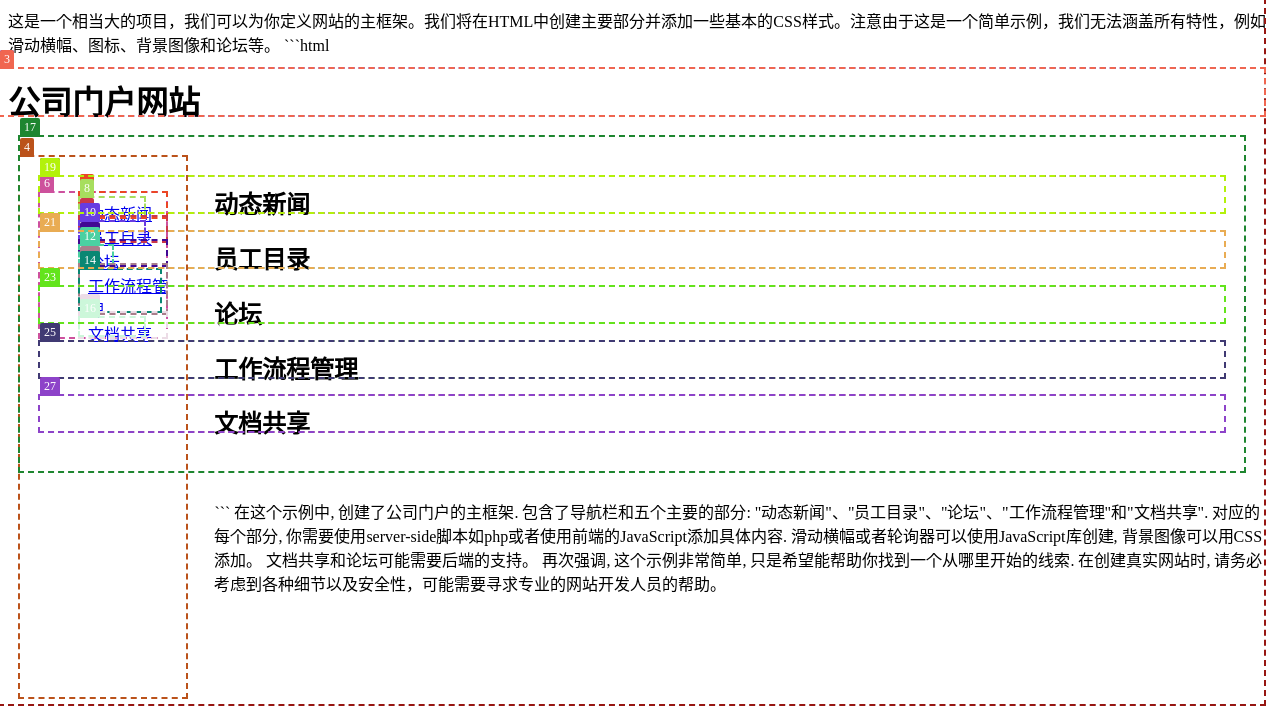 这是一个相当大的项目，我们可以为你定义网站的主框架。我们将在HTML中创建主要部分并添加一些基本的CSS样式。注意由于这是一个简单示例，我们无法涵盖所有特性，例如
滑动横幅、图标、背景图像和论坛等。 ```html
3
公司门户网站
17
4
19
6
8
动态新闻
动态新闻
10
21
12
员工目录
员工目录
14
论坛
23
工作流程管
16
论坛
25
文档共享
工作流程管理
27
文档共享
``` 在这个示例中, 创建了公司门户的主框架. 包含了导航栏和五个主要的部分: "动态新闻"、"员工目录"、"论坛"、"工作流程管理"和"文档共享". 对应的
每个部分, 你需要使用server-side脚本如php或者使用前端的JavaScript添加具体内容. 滑动横幅或者轮询器可以使用JavaScript库创建, 背景图像可以用CSS
添加。 文档共享和论坛可能需要后端的支持。 再次强调, 这个示例非常简单, 只是希望能帮助你找到一个从哪里开始的线索. 在创建真实网站时, 请务必
考虑到各种细节以及安全性，可能需要寻求专业的网站开发人员的帮助。